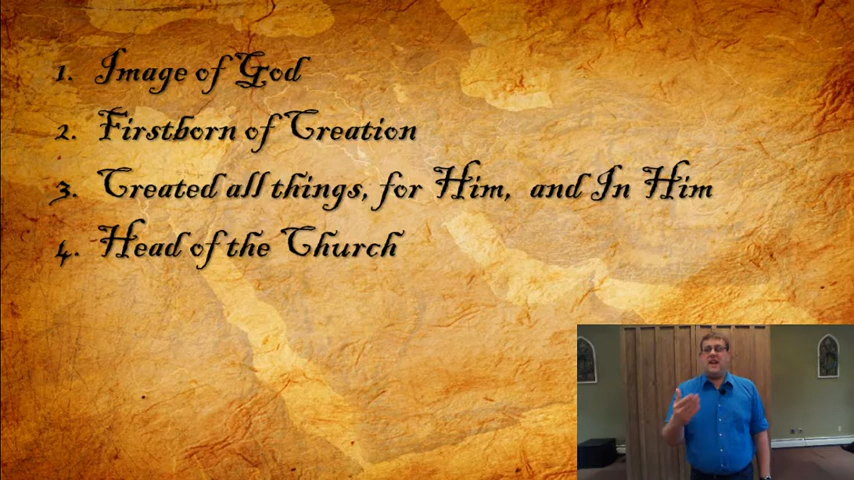 1. Image of God
2. Firstborn of Creation
3. Created all things, for Him, and In Him
4. Head of the Church